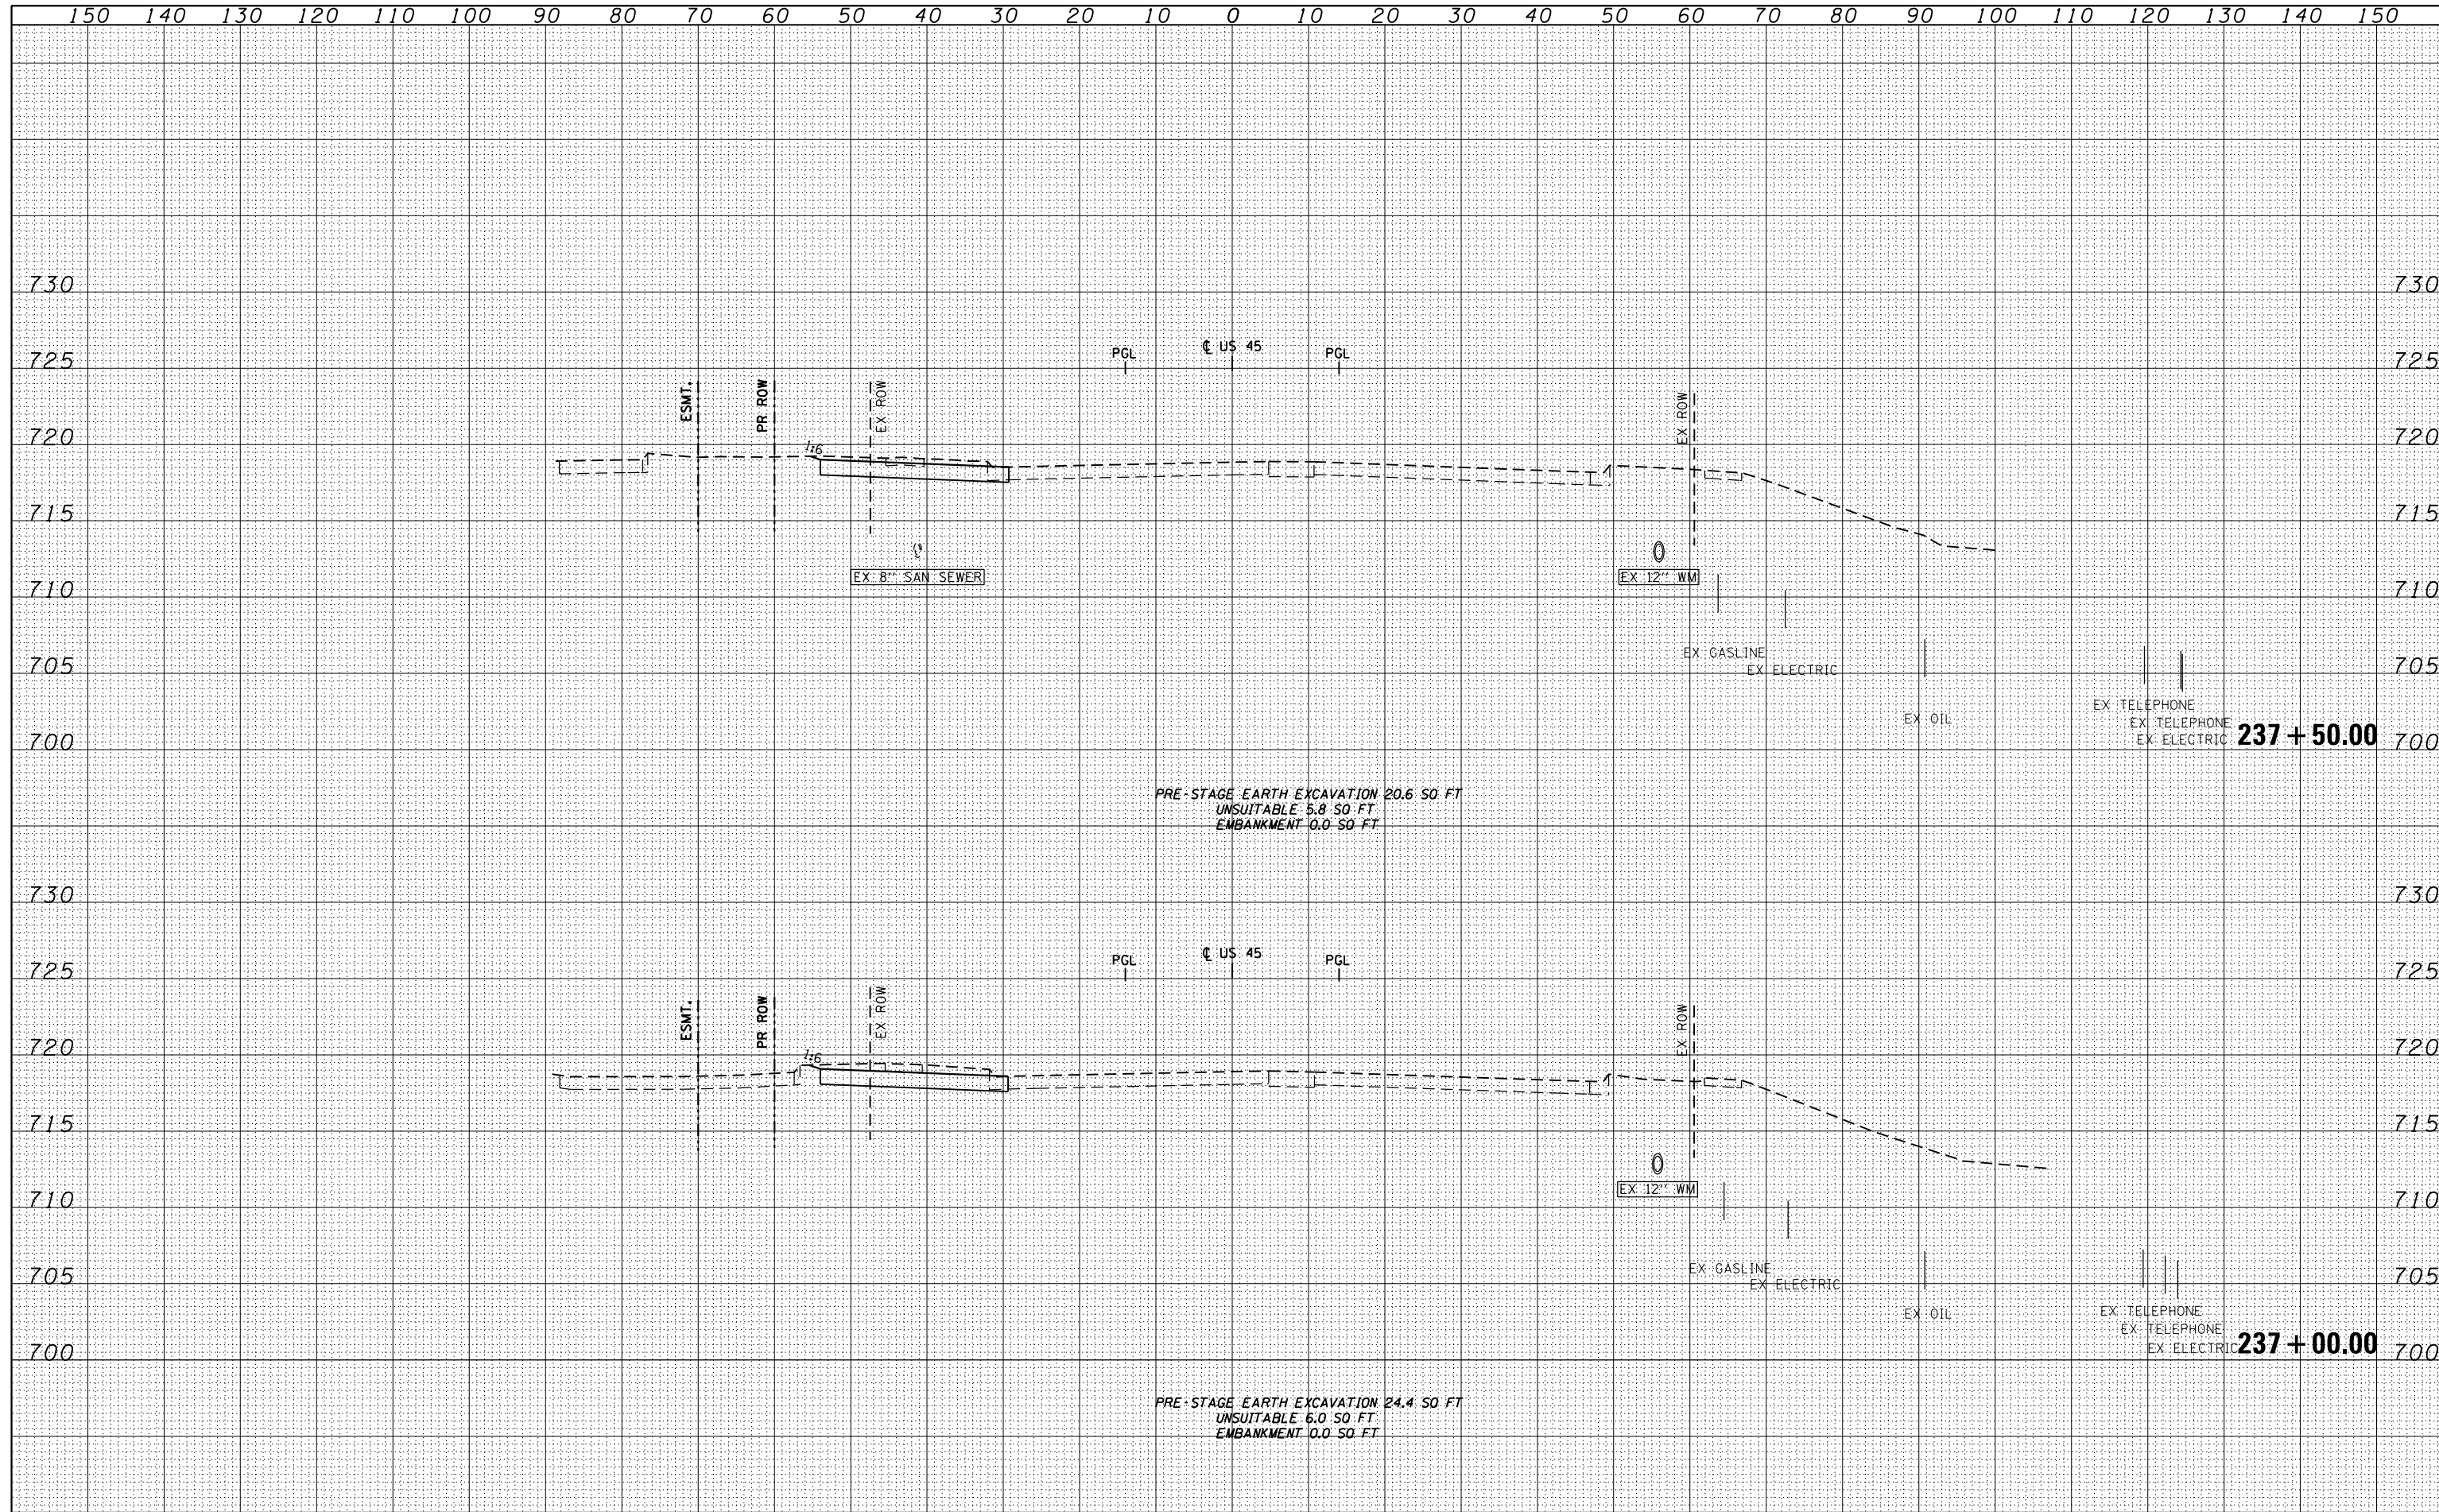 150 140 130 120 110 100 90 80 70 60 50 40 30 20 10 0 10 20 30 40 50 60 70 80 90 100 110 120 130 140 150
730 730
725 PGL ℄ US 45 PGL 725
ESMT. PR ROW EX ROW EX ROW
720 1:6 720
715 715
EX 8'' SAN SEWER EX 12'' WM
710 710
EX GASLINE
705 EX ELECTRIC 705
EX TELEPHONE
EX OIL EX TELEPHONE
700 EX ELECTRIC 237+50.00 700
PRE-STAGE EARTH EXCAVATION 20.6 SQ FT
UNSUITABLE 5.8 SQ FT
EMBANKMENT 0.0 SQ FT
730 730
PGL ℄ US 45 PGL
725 725
ESMT. PR ROW EX ROW EX ROW
720 1:6 720
715 715
EX 12'' WM
710 710
EX GASLINE
705 EX ELECTRIC 705
EX OIL EX TELEPHONE
EX TELEPHONE
700 EX ELECTRIC 237+00.00 700
PRE-STAGE EARTH EXCAVATION 24.4 SQ FT
UNSUITABLE 6.0 SQ FT
EMBANKMENT 0.0 SQ FT